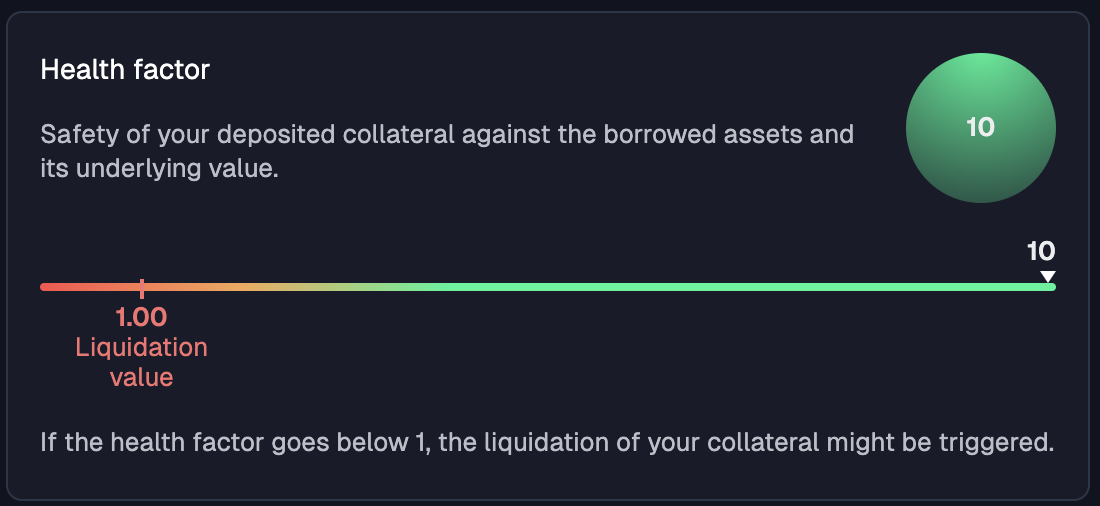 Health factor
Safety of your deposited collateral against the borrowed assets and
its underlying value.
10
10
1.00
Liquidation
value
If the health factor goes below 1, the liquidation of your collateral might be triggered.